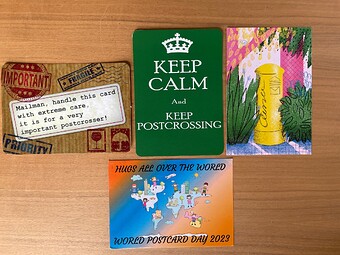 IMPORTANT
FRAGILE
Mailman, handle this card
with extreme care,
it is for a very
important postcrosser!
PRIORITY
KEEP
CALM
And
KEEP
POSTCROSSING
HUGS ALL OVER THE WORLD
WORLD POSTCARD DAY 2023